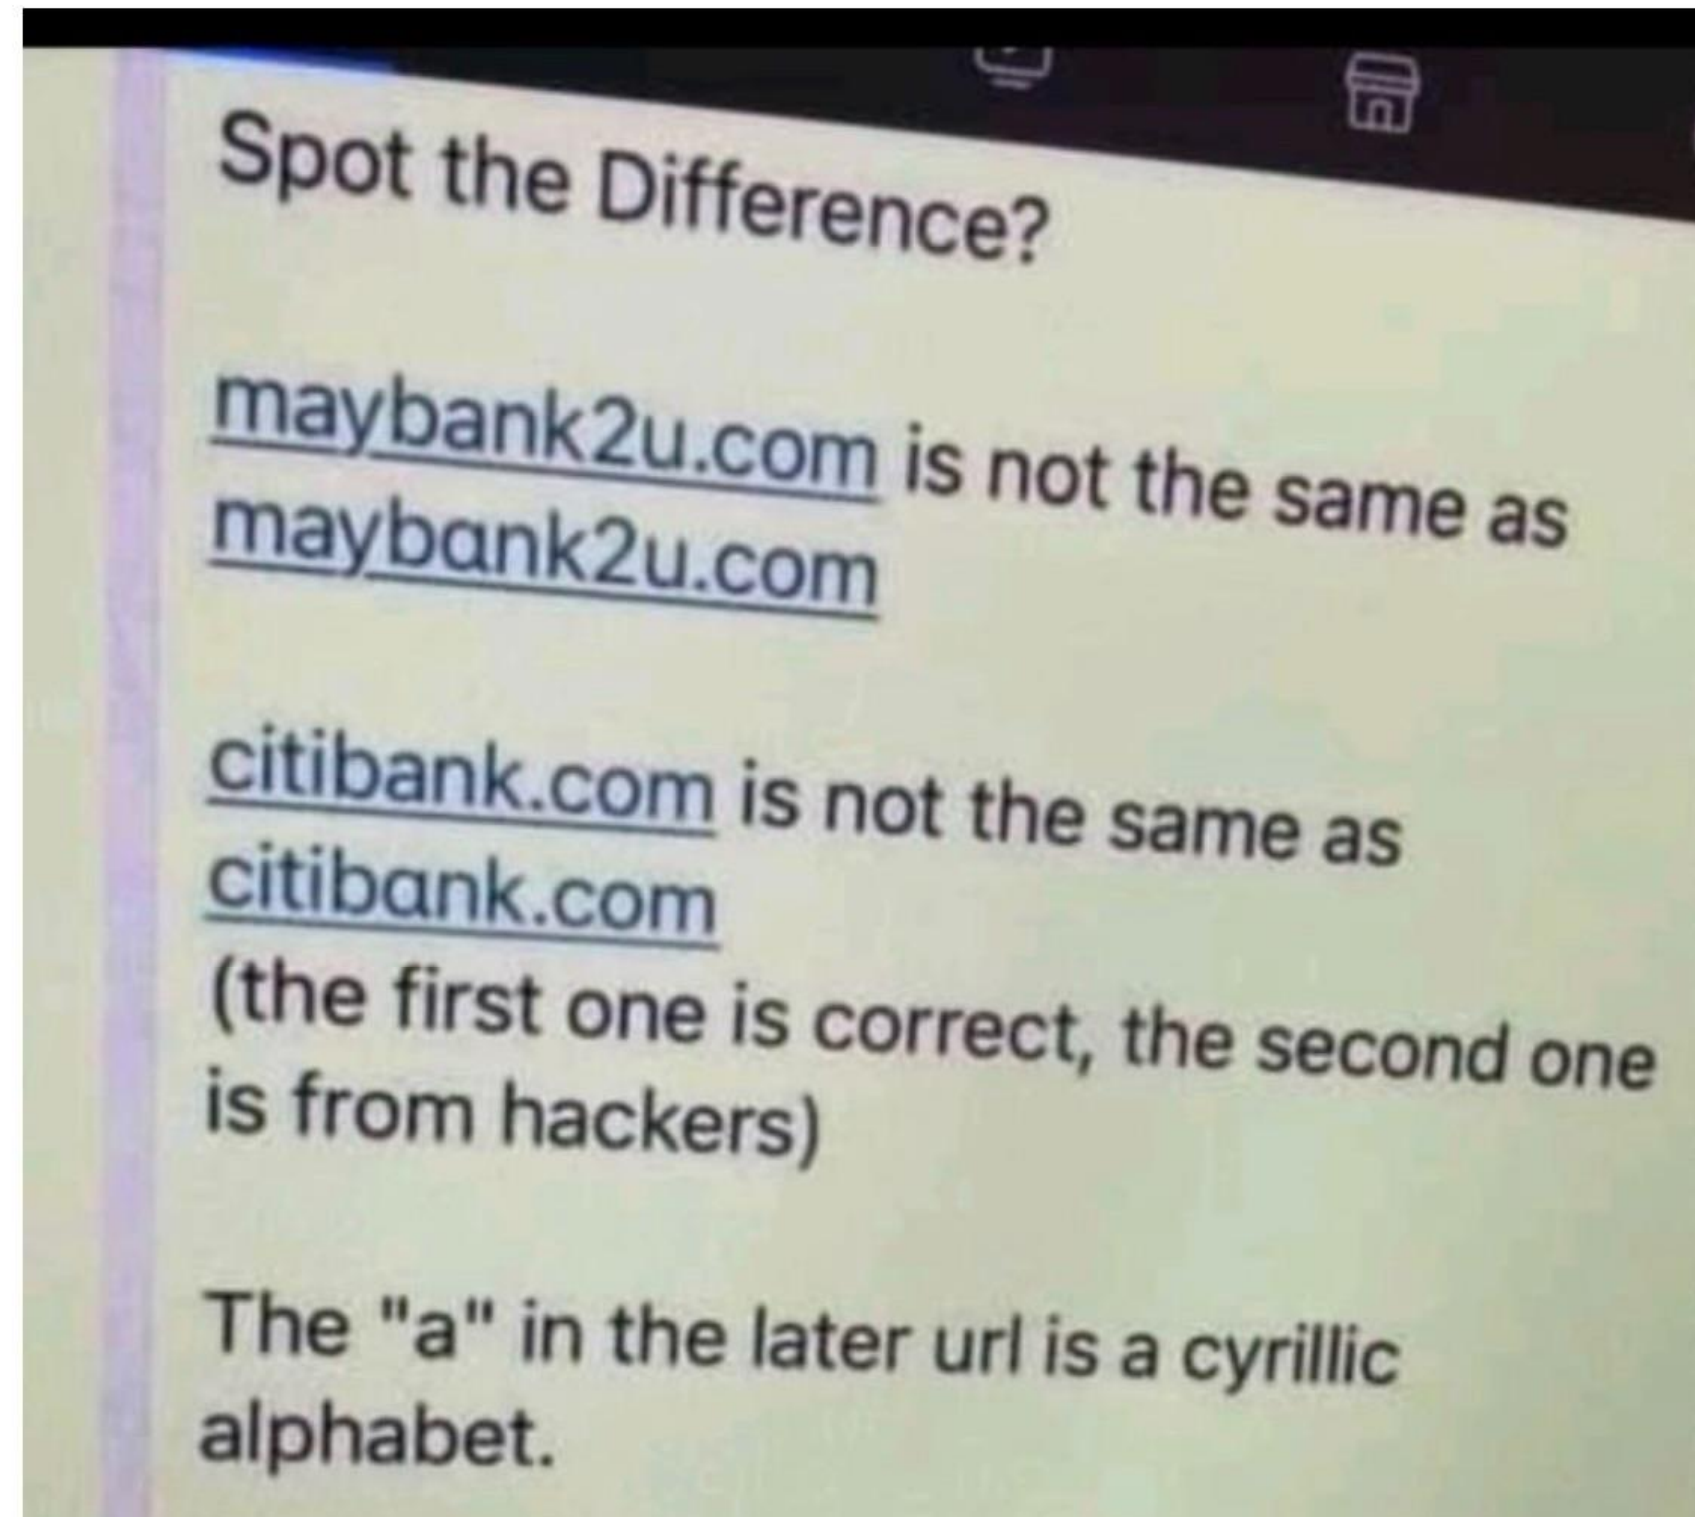 Spot the Difference?
maybank2u.com is not the same as
maybɑnk2u.com
citibank.com is not the same as
citibɑnk.com
(the first one is correct, the second one
is from hackers)
The "a" in the later url is a cyrillic
alphabet.